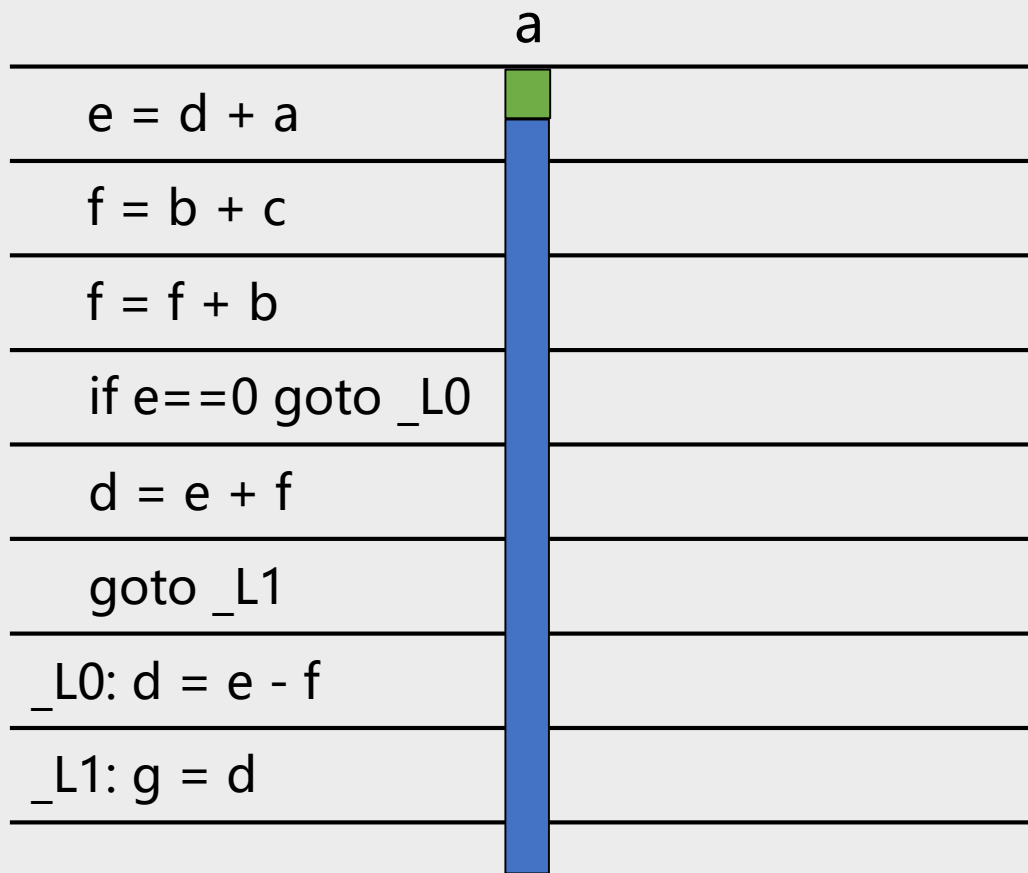 a
e = d + a
f = b + c
f = f + b
if e==0 goto _L0
d = e + f
goto _L1
_L0: d = e - f
_L1: g = d